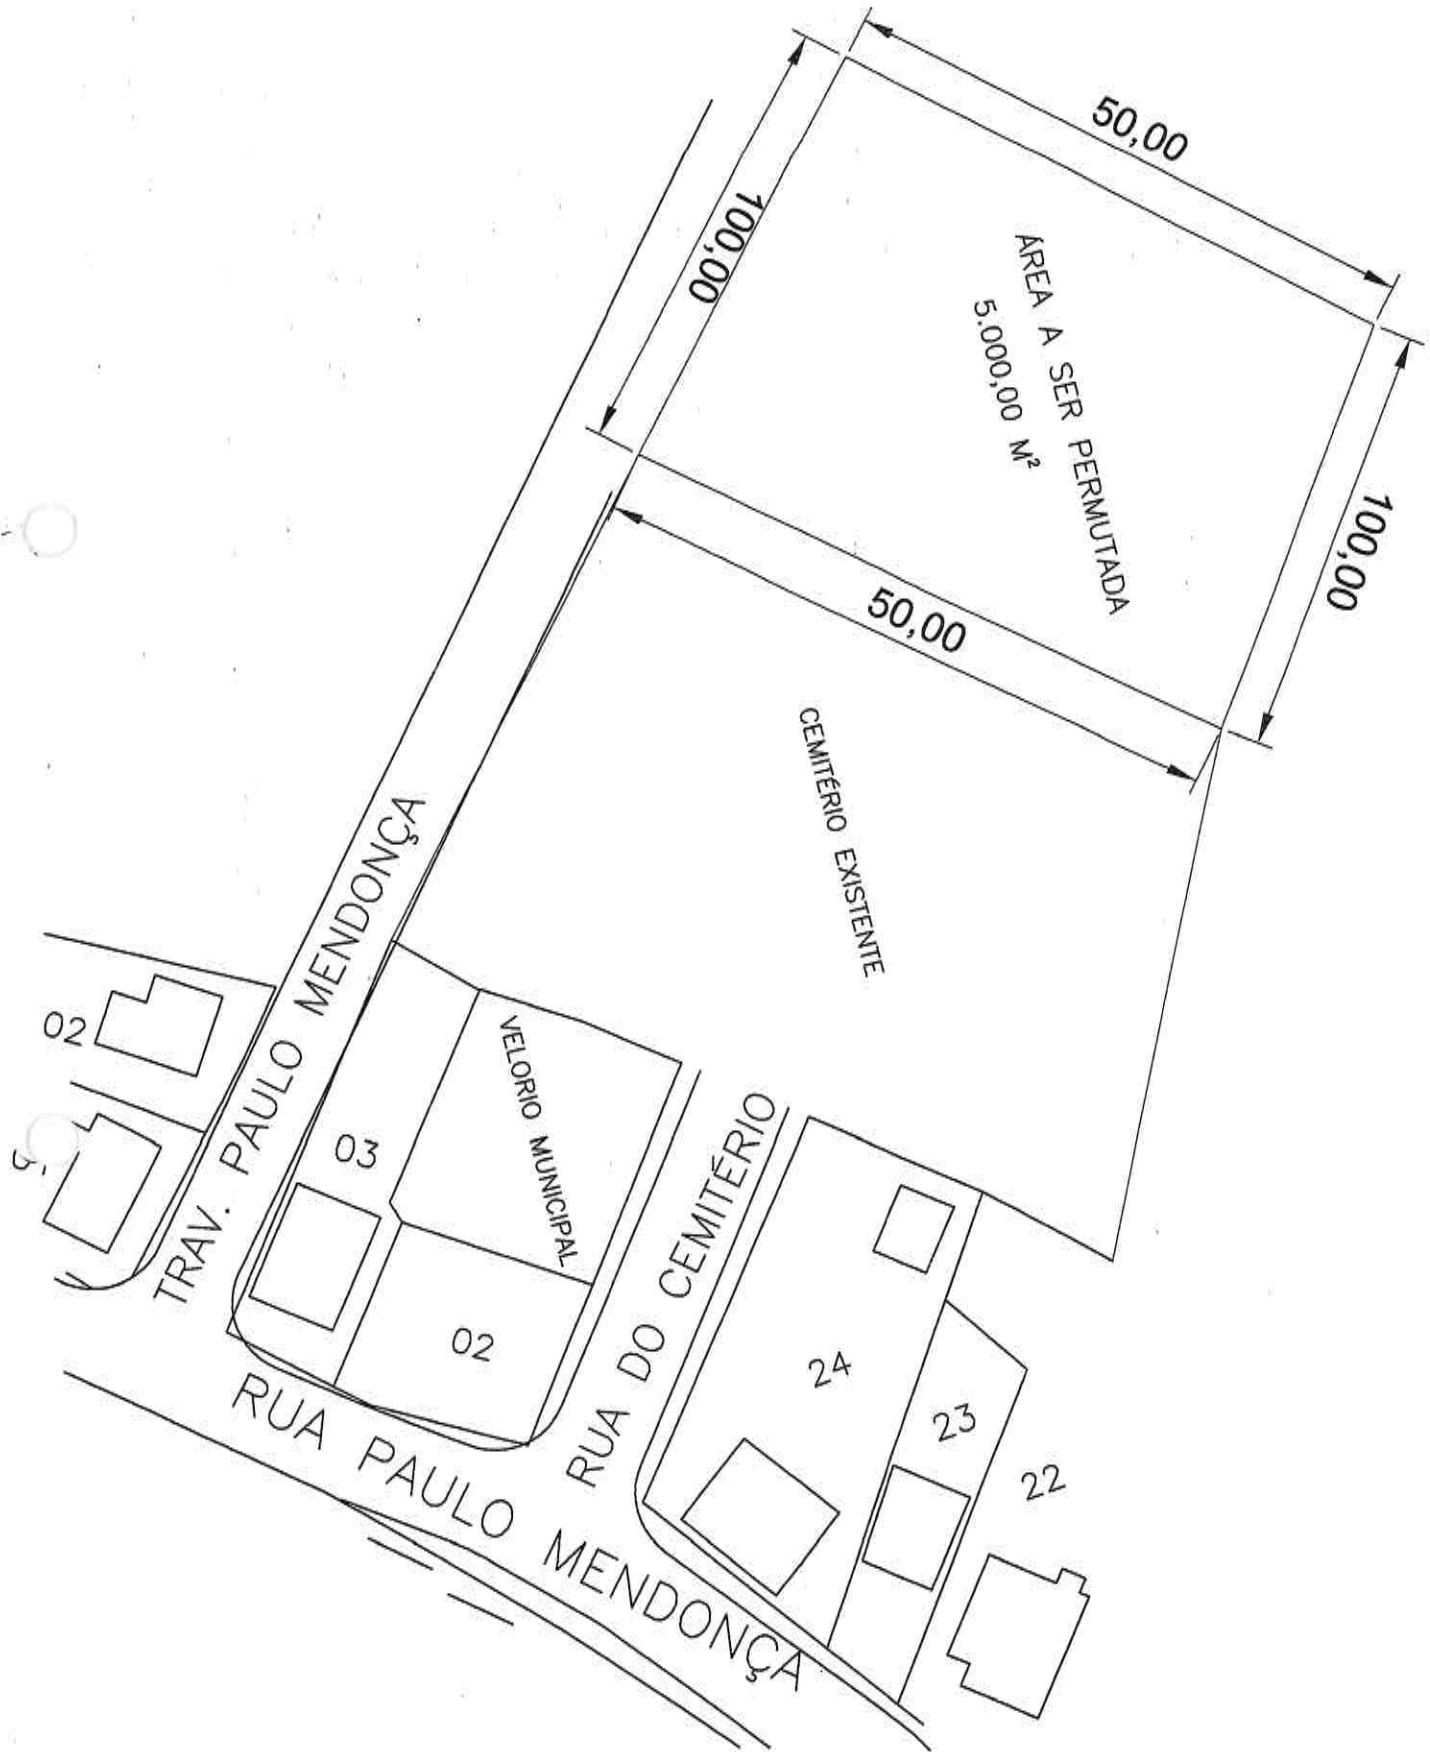 50,00
100,00
ÁREA A SER PERMUTADA
5.000,00 M²
100,00
50,00
CEMITÉRIO EXISTENTE
TRAV. PAULO MENDONÇA
02
03
VELORIO MUNICIPAL
02
RUA DO CEMITÉRIO
24
23
22
RUA PAULO MENDONÇA